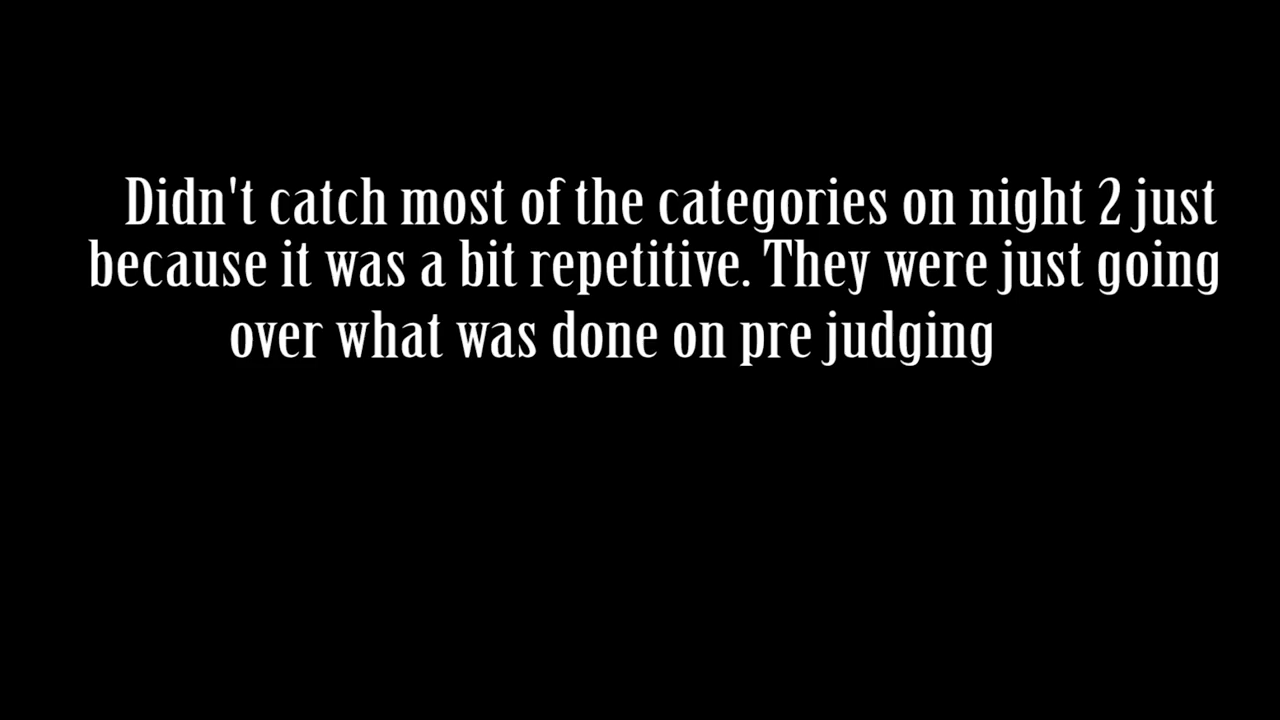 Didn't catch most of the categories on night 2 just
because it was a bit repetitive. They were just going
over what was done on pre judging